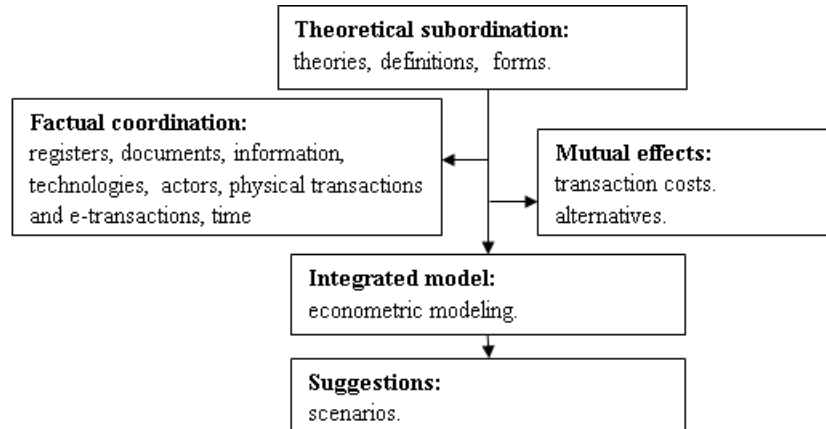 Theoretical subordination:
theories, definitions, forms.
Factual coordination:
registers, documents, information,
technologies, actors, physical transactions
and e-transactions, time
Mutual effects:
transaction costs.
alternatives.
Integrated model:
econometric modeling.
Suggestions:
scenarios.